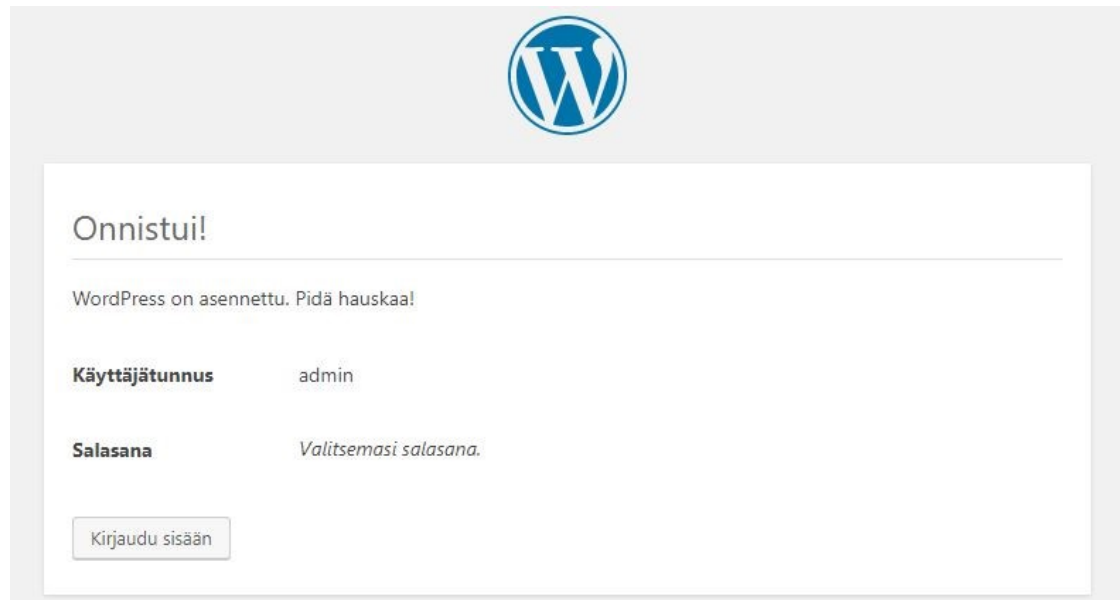 Onnistui!
WordPress on asennettu. Pidä hauskaa!
Käyttäjätunnus admin
Salasana Valitsemasi salasana.
Kirjaudu sisään